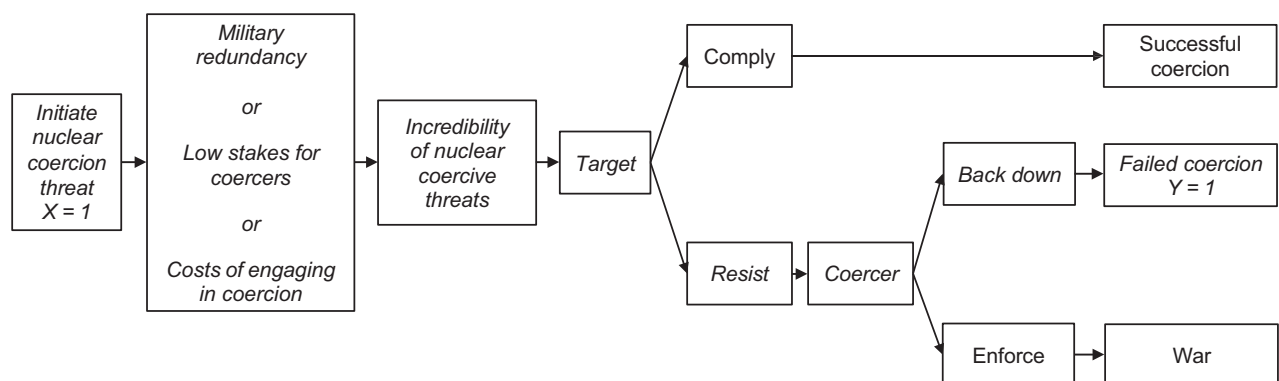 Initiate
nuclear
coercion
threat
X = 1
Military
redundancy
or
Low stakes for
coercers
or
Costs of engaging
in coercion
Incredibility
of nuclear
coercive
threats
Target
Comply
Successful
coercion
Resist
Coercer
Back down
Failed coercion
Y = 1
Enforce
War